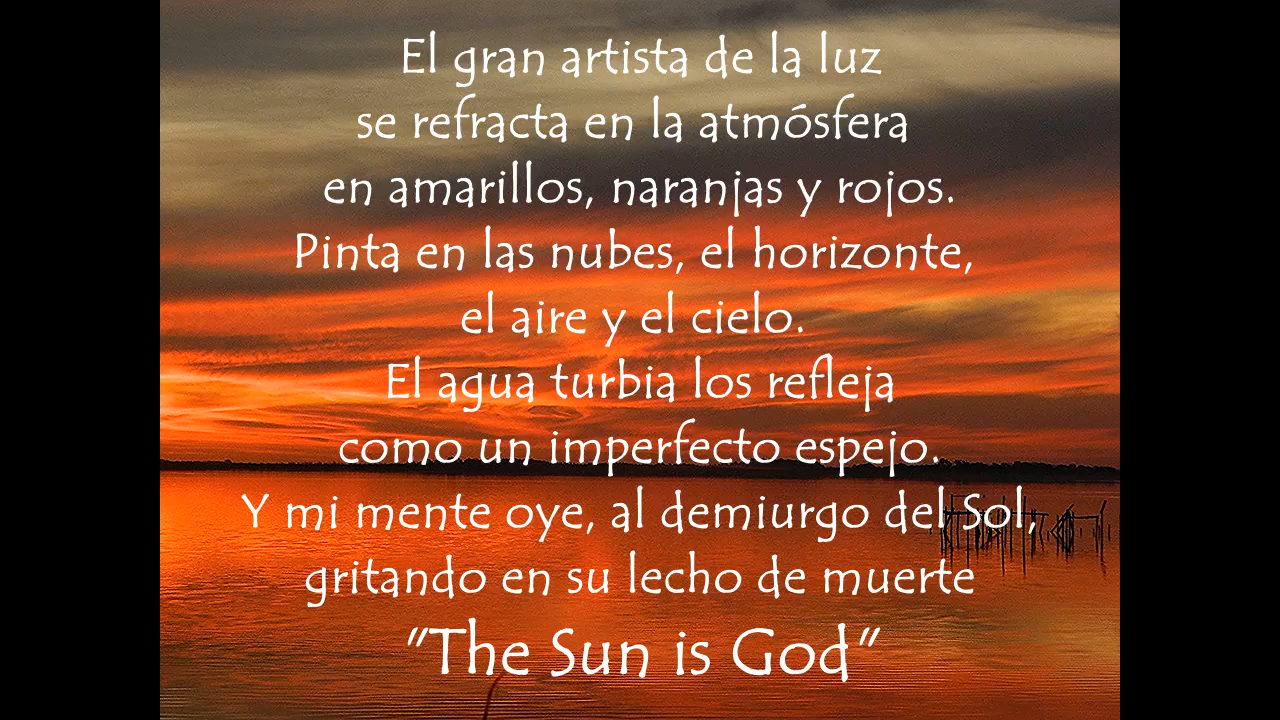 El gran artista de la luz
se refracta en la atmósfera
en amarillos, naranjas y rojos.
Pinta en las nubes, el horizonte,
el aire y el cielo.
El agua turbia los refleja
como un imperfecto espejo.
Y mi mente oye, al demiurgo del Sol,
gritando en su lecho de muerte
"The Sun is God"